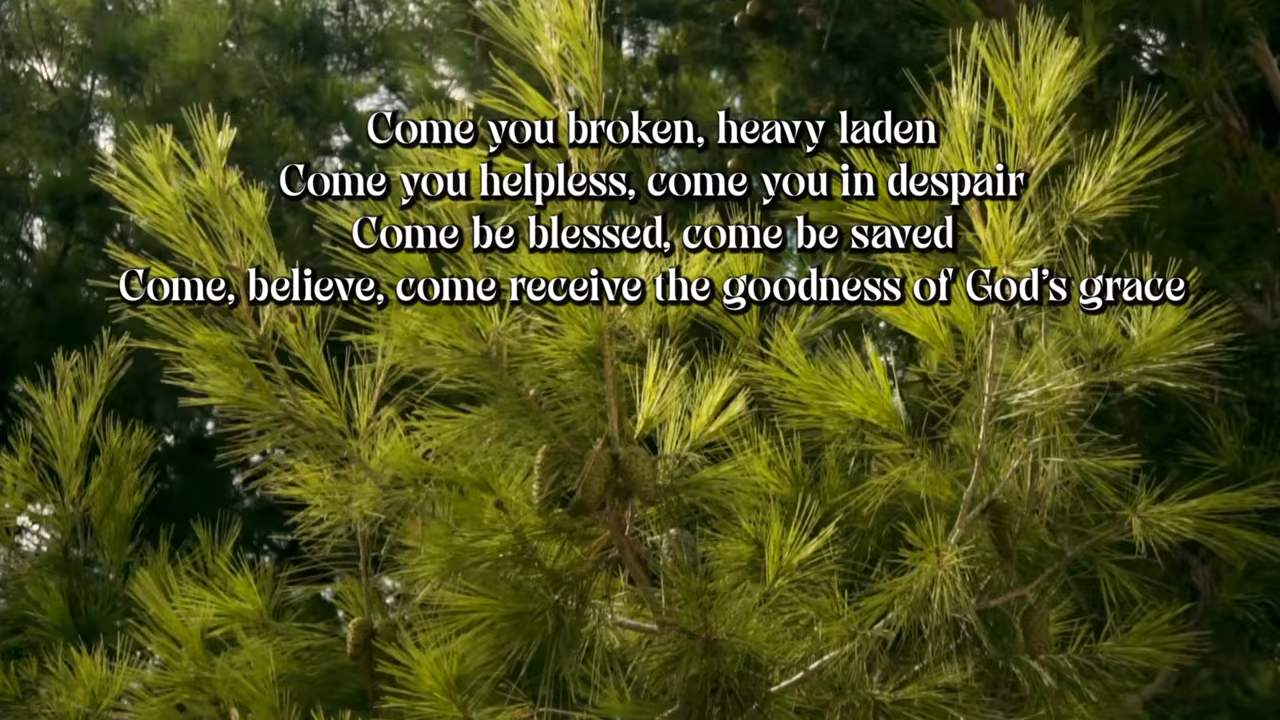 Come you broken, heavy laden
Come you helpless, come you in despair
Come be blessed, come be saved
Come, believe, come receive the goodness of God's grace